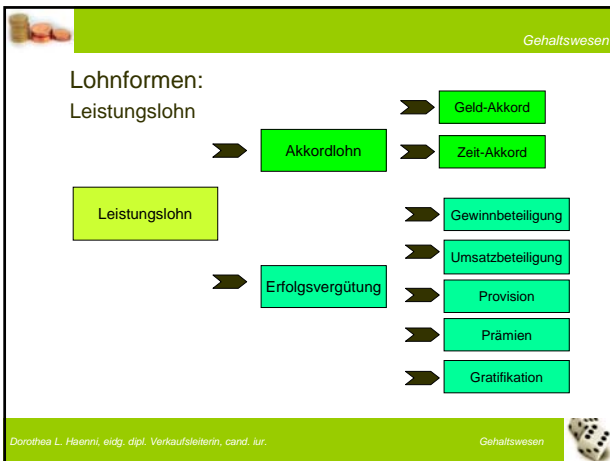 Gehaltswesen
Lohnformen:
Leistungslohn
Geld-Akkord
Akkordlohn
Zeit-Akkord
Leistungslohn
Gewinnbeteiligung
Umsatzbeteiligung
Erfolgsvergütung
Provision
Prämien
Gratifikation
Dorothea L. Haenni, eidg. dipl. Verkaufsleiterin, cand. iur.
Gehaltswesen